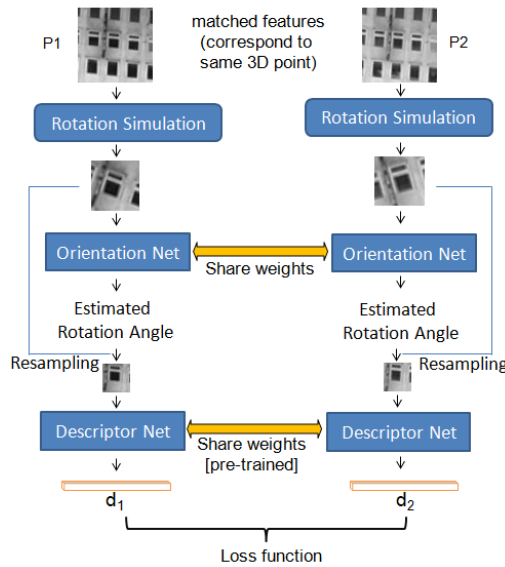 P1
matched features
(correspond to
same 3D point)
P2
Rotation Simulation
Rotation Simulation
Orientation Net
Share weights
Orientation Net
Estimated
Rotation Angle
Estimated
Rotation Angle
Resampling
Resampling
Descriptor Net
Share weights
[pre-trained]
Descriptor Net
d₁
d₂
Loss function